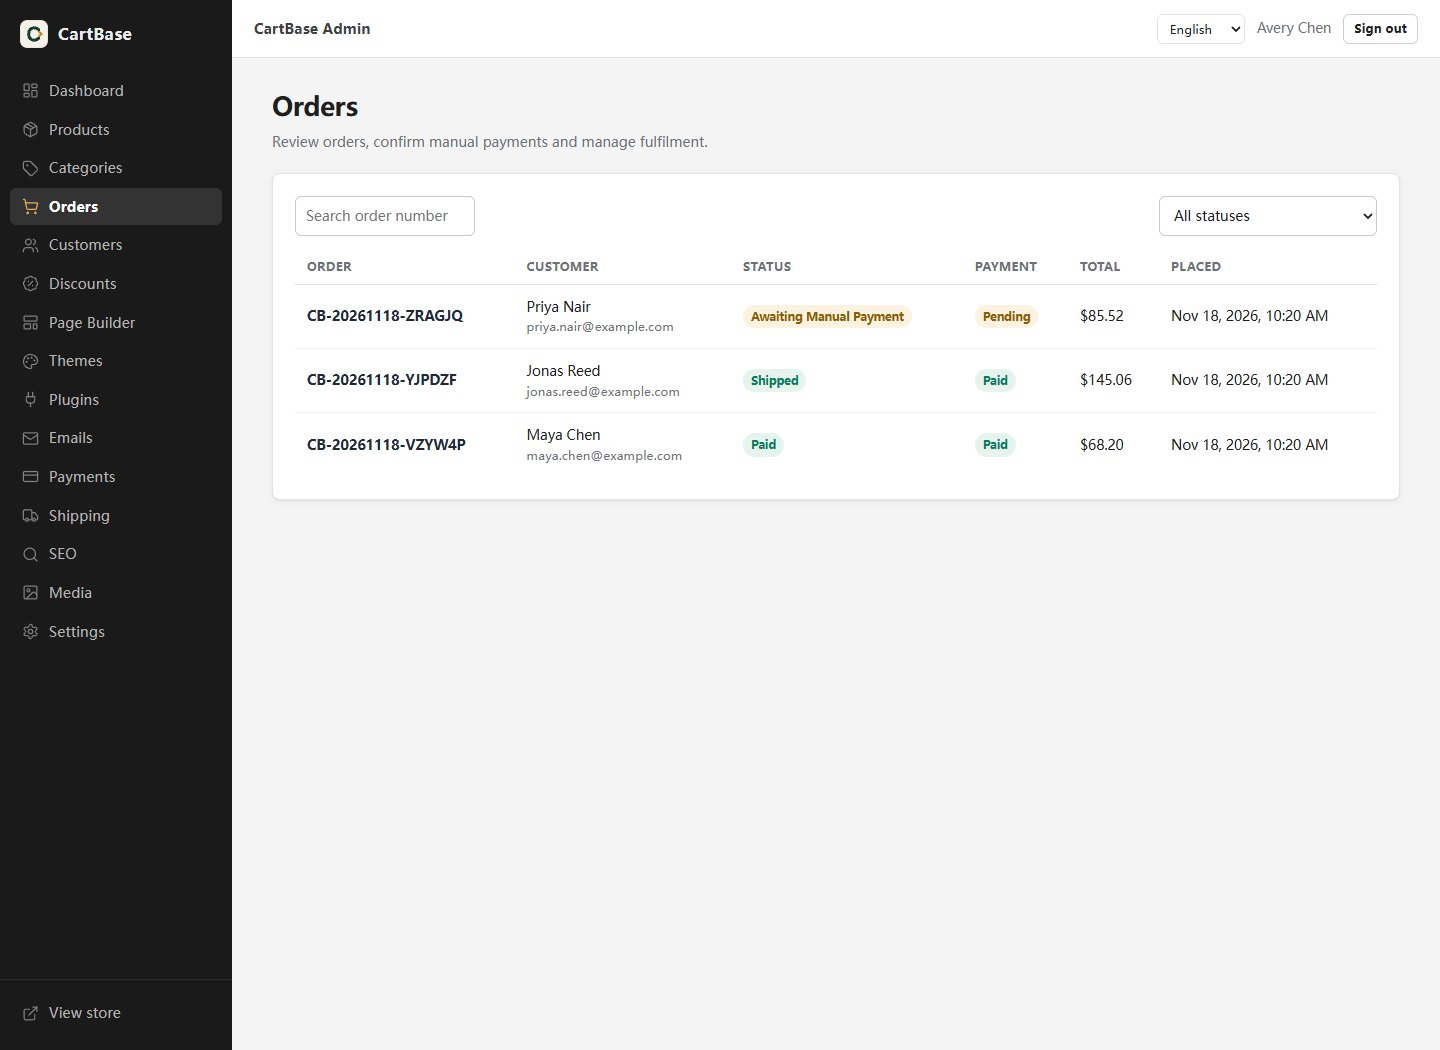 CartBase
Dashboard
Products
Categories
Orders
Customers
Discounts
Page Builder
Themes
Plugins
Emails
Payments
Shipping
SEO
Media
Settings
View store
CartBase Admin
English
Avery Chen
Sign out
Orders
Review orders, confirm manual payments and manage fulfilment.
Search order number
All statuses
ORDER CUSTOMER STATUS PAYMENT TOTAL PLACED
CB-20261118-ZRAGJQ Priya Nair Awaiting Manual Payment Pending $85.52 Nov 18, 2026, 10:20 AM
priya.nair@example.com
CB-20261118-YJPDZF Jonas Reed Shipped Paid $145.06 Nov 18, 2026, 10:20 AM
jonas.reed@example.com
CB-20261118-VZYW4P Maya Chen Paid Paid $68.20 Nov 18, 2026, 10:20 AM
maya.chen@example.com